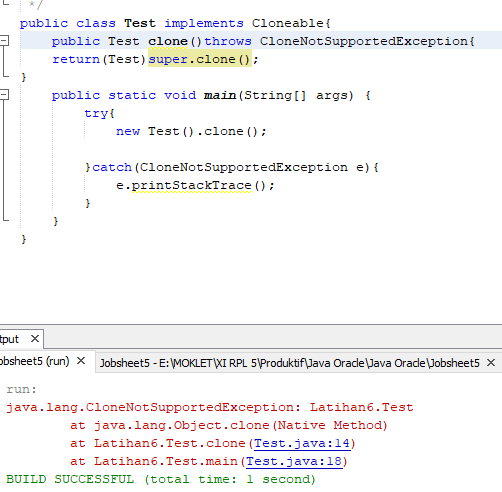 */
public class Test implements Cloneable{
public Test clone()throws CloneNotSupportedException{
return(Test)super.clone();
}
public static void main(String[] args) {
try{
new Test().clone();
}catch(CloneNotSupportedException e){
e.printStackTrace();
}
}
}
tput ×
obsheet5 (run) × Jobsheet5 - E:\MOKLET\XI RPL 5\Produktif\Java Oracle\Java Oracle\Jobsheet5 ×
run:
java.lang.CloneNotSupportedException: Latihan6.Test
at java.lang.Object.clone(Native Method)
at Latihan6.Test.clone(Test.java:14)
at Latihan6.Test.main(Test.java:18)
BUILD SUCCESSFUL (total time: 1 second)